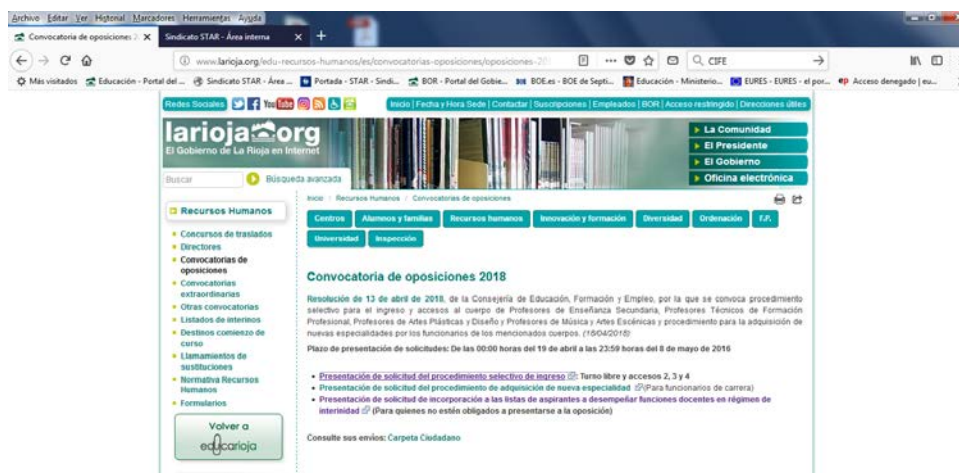 Archivo Editar Ver Historial Marcadores Herramientas Ayuda
Convocatoria de oposiciones 2
Sindicato STAR - Área interna
www.larioja.org/edu-recursos-humanos/es/convocatorias-oposiciones/oposiciones-20
CIFE
Más visitados Educación - Portal del ... Sindicato STAR - Área ... Portada - STAR - Sindi... BOR - Portal del Gobie... BOE.es - BOE de Septi... Educación - Ministerio... EURES - EURES - el por... Acceso denegado | eu...
Redes Sociales You Tube Inicio | Fecha y Hora Sede | Contactar | Suscripciones | Empleados | BOR | Acceso restringido | Direcciones útiles
larioja.org
El Gobierno de La Rioja en Internet
La Comunidad
El Presidente
El Gobierno
Oficina electrónica
Buscar Búsqueda avanzada
Inicio / Recursos Humanos / Convocatorias de oposiciones
Recursos Humanos
Concursos de traslados
Directores
Convocatorias de
oposiciones
Convocatorias
extraordinarias
Otras convocatorias
Listados de interinos
Destinos comienzo de
curso
Llamamientos de
sustituciones
Normativa Recursos
Humanos
Formularios
Volver a
educarioja
Centros Alumnos y familias Recursos humanos Innovación y formación Diversidad Ordenación F.P.
Universidad Inspección
Convocatoria de oposiciones 2018
Resolución de 13 de abril de 2018, de la Consejería de Educación, Formación y Empleo, por la que se convoca procedimiento
selectivo para el ingreso y accesos al cuerpo de Profesores de Enseñanza Secundaria, Profesores Técnicos de Formación
Profesional, Profesores de Artes Plásticas y Diseño y Profesores de Música y Artes Escénicas y procedimiento para la adquisición de
nuevas especialidades por los funcionarios de los mencionados cuerpos. (16/04/2018)
Plazo de presentación de solicitudes: De las 00:00 horas del 19 de abril a las 23:59 horas del 8 de mayo de 2016
Presentación de solicitud del procedimiento selectivo de ingreso : Turno libre y accesos 2, 3 y 4
Presentación de solicitud del procedimiento de adquisición de nueva especialidad (Para funcionarios de carrera)
Presentación de solicitud de incorporación a las listas de aspirantes a desempeñar funciones docentes en régimen de
interinidad (Para quienes no estén obligados a presentarse a la oposición)
Consulte sus envíos: Carpeta Ciudadano